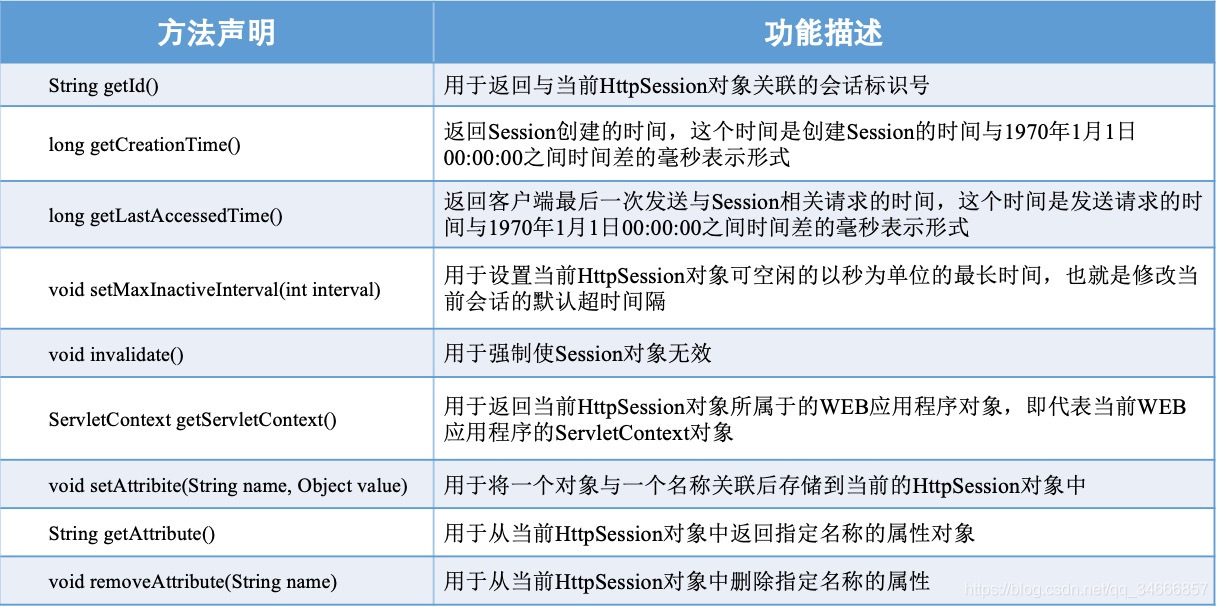 方法声明
功能描述
String getId()
用于返回与当前HttpSession对象关联的会话标识号
long getCreationTime()
返回Session创建的时间，这个时间是创建Session的时间与1970年1月1日
00:00:00之间时间差的毫秒表示形式
long getLastAccessedTime()
返回客户端最后一次发送与Session相关请求的时间，这个时间是发送请求的时
间与1970年1月1日00:00:00之间时间差的毫秒表示形式
void setMaxInactiveInterval(int interval)
用于设置当前HttpSession对象可空闲的以秒为单位的最长时间，也就是修改当
前会话的默认超时间隔
void invalidate()
用于强制使Session对象无效
ServletContext getServletContext()
用于返回当前HttpSession对象所属于的WEB应用程序对象，即代表当前WEB
应用程序的ServletContext对象
void setAttribite(String name, Object value)
用于将一个对象与一个名称关联后存储到当前的HttpSession对象中
String getAttribute()
用于从当前HttpSession对象中返回指定名称的属性对象
void removeAttribute(String name)
用于从当前HttpSession对象中删除指定名称的属性
https://blog.csdn.net/qq_34666857